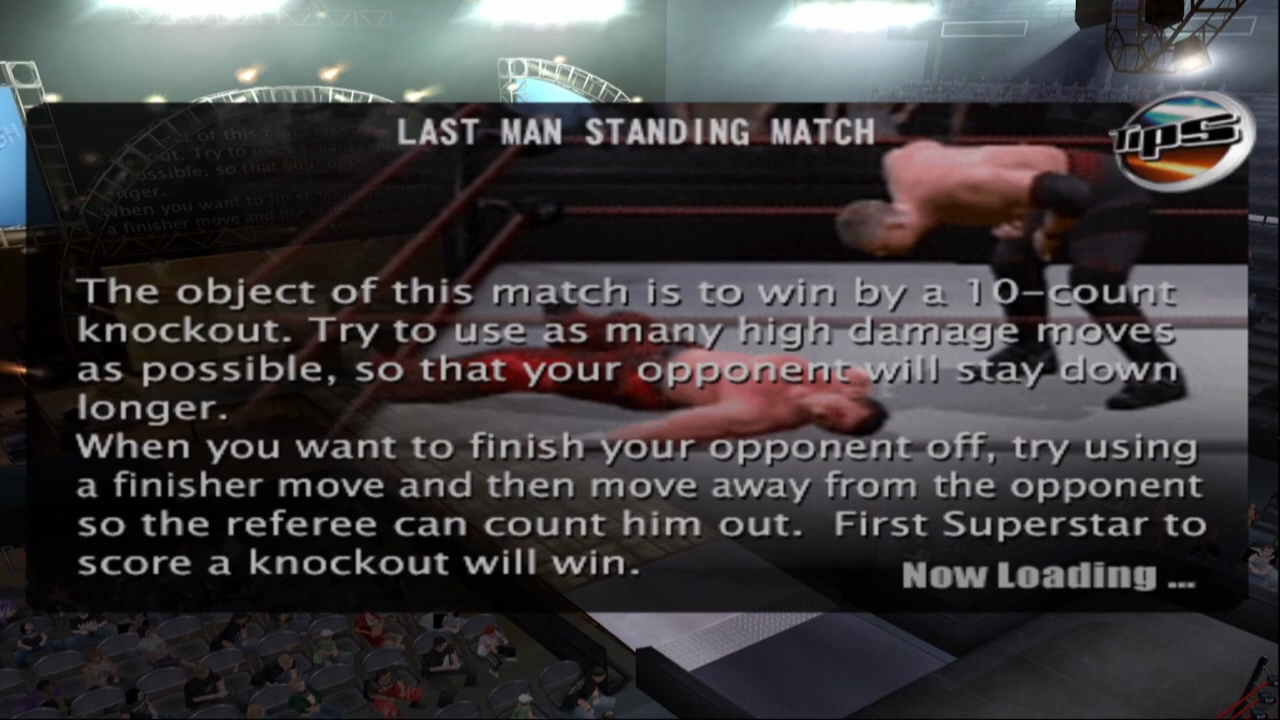 LAST MAN STANDING MATCH
TIPS
The object of this match is to win by a 10-count
knockout. Try to use as many high damage moves
as possible, so that your opponent will stay down
longer.
When you want to finish your opponent off, try using
a finisher move and then move away from the opponent
so the referee can count him out. First Superstar to
score a knockout will win.
Now Loading ...